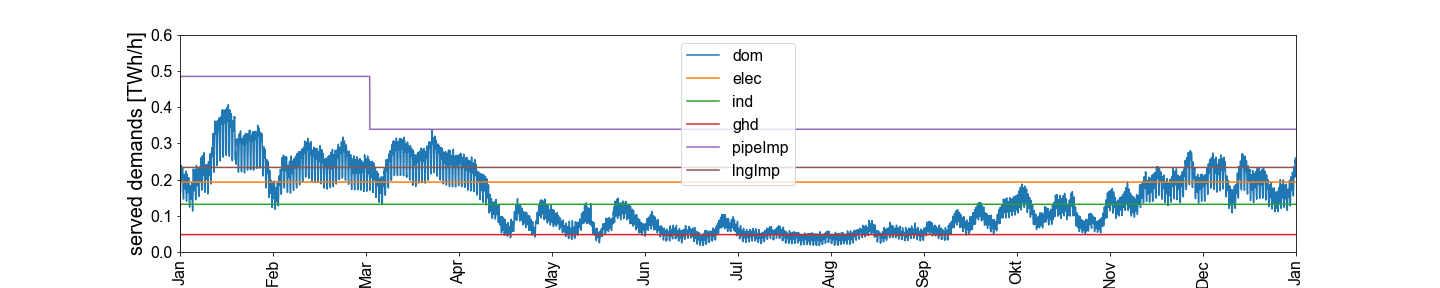 served demands [TWh/h]
0.6
0.5
0.4
0.3
0.2
0.1
0.0
dom
elec
ind
ghd
pipeImp
lngImp
Jan
Feb
Mar
Apr
May
Jun
Jul
Aug
Sep
Okt
Nov
Dec
Jan